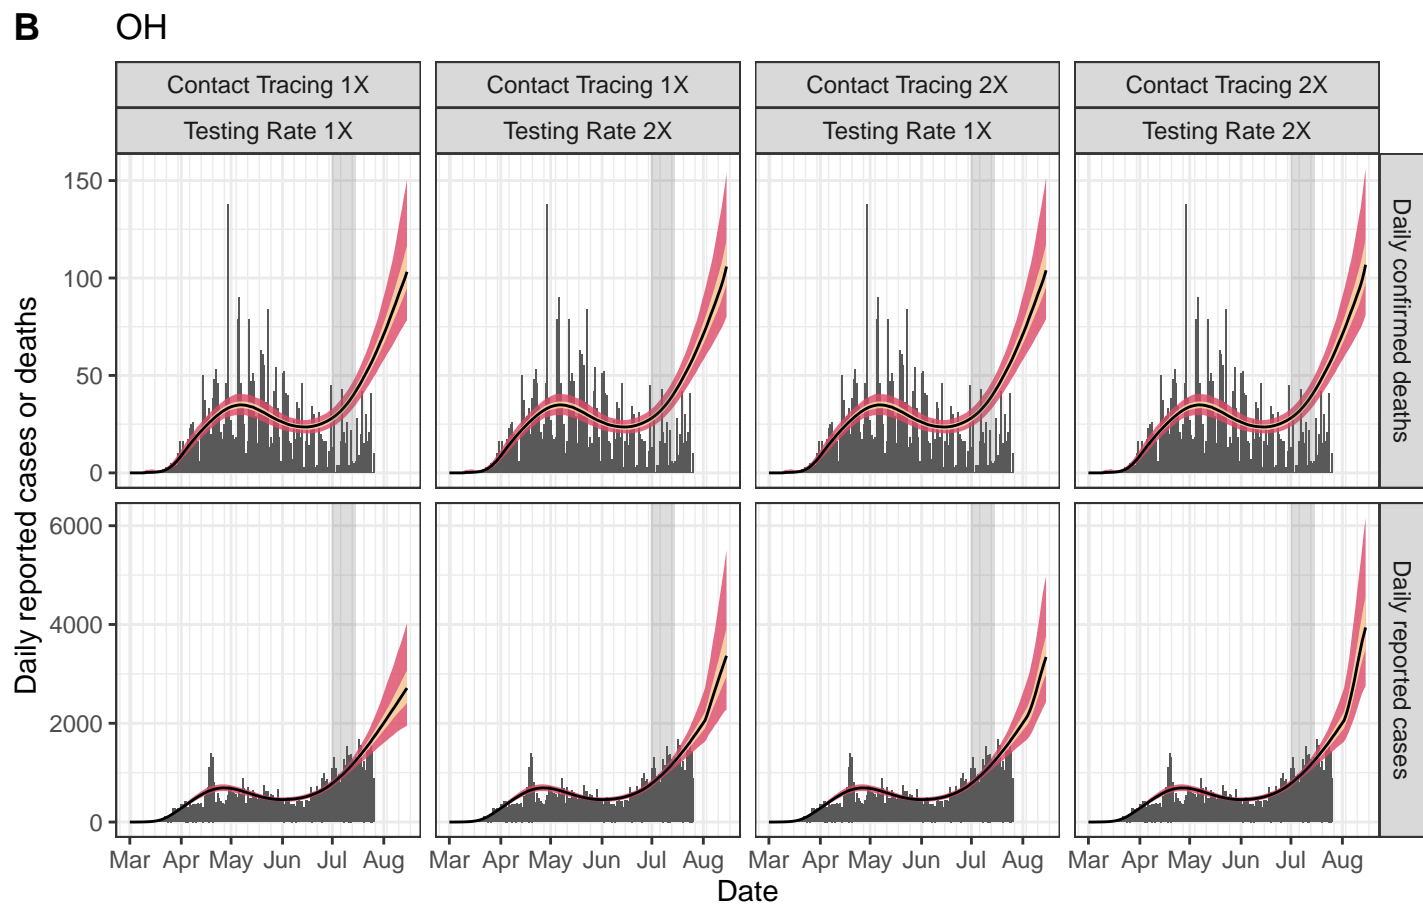 B OH
Contact Tracing 1X Contact Tracing 1X Contact Tracing 2X Contact Tracing 2X
Testing Rate 1X Testing Rate 2X Testing Rate 1X Testing Rate 2X
Daily reported cases or deaths
150
100
50
0
Daily confirmed deaths
6000
4000
2000
0
Daily reported cases
Mar Apr May Jun Jul Aug Mar Apr May Jun Jul Aug Mar Apr May Jun Jul Aug Mar Apr May Jun Jul Aug
Date